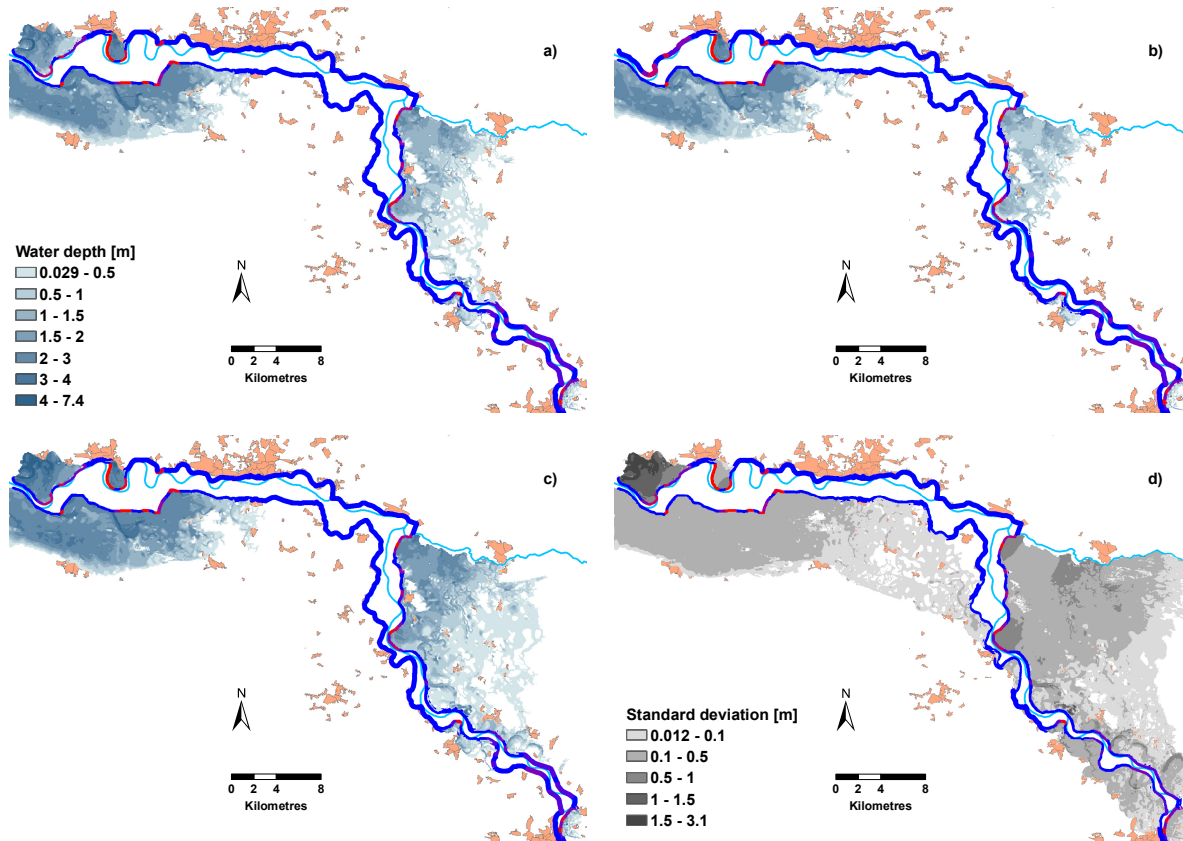 a)
Water depth [m]
0.029 - 0.5
0.5 - 1
1 - 1.5
1.5 - 2
2 - 3
3 - 4
4 - 7.4
N
0 2 4 8
Kilometres
b)
N
0 2 4 8
Kilometres
c)
N
0 2 4 8
Kilometres
d)
Standard deviation [m]
0.012 - 0.1
0.1 - 0.5
0.5 - 1
1 - 1.5
1.5 - 3.1
N
0 2 4 8
Kilometres